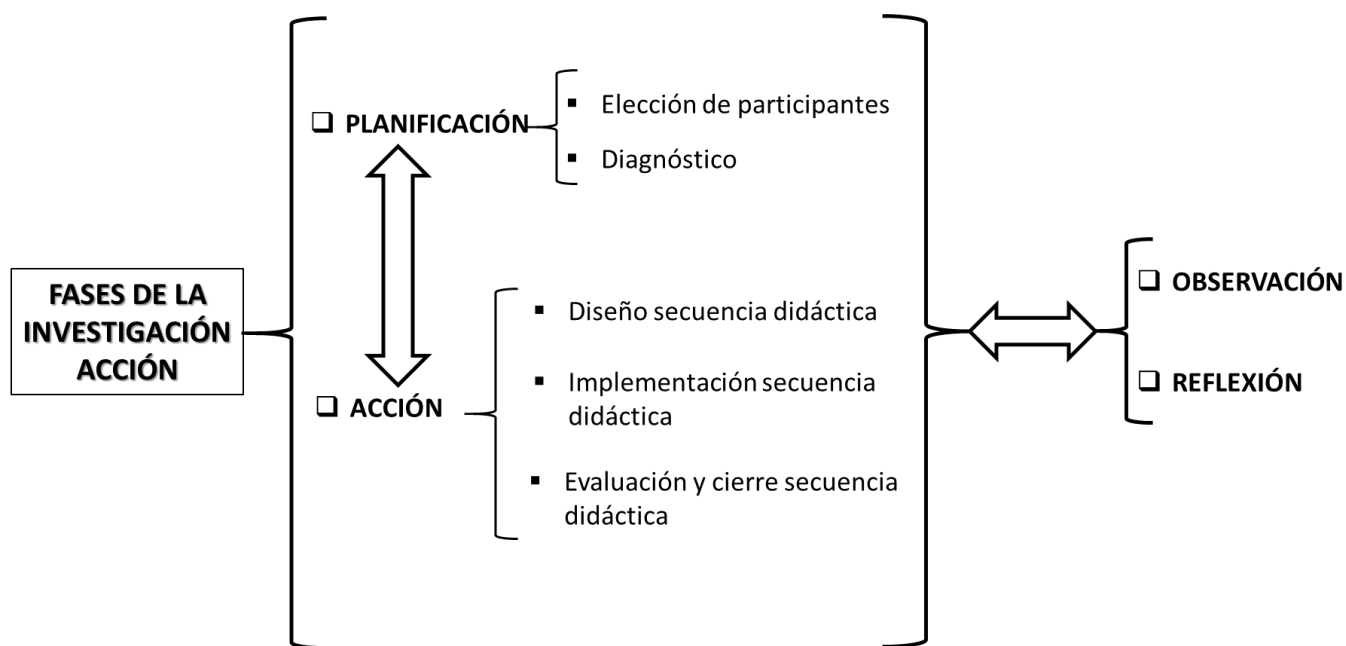 FASES DE LA
INVESTIGACIÓN
ACCIÓN
PLANIFICACIÓN
Elección de participantes
Diagnóstico
ACCIÓN
Diseño secuencia didáctica
Implementación secuencia
didáctica
Evaluación y cierre secuencia
didáctica
OBSERVACIÓN
REFLEXIÓN